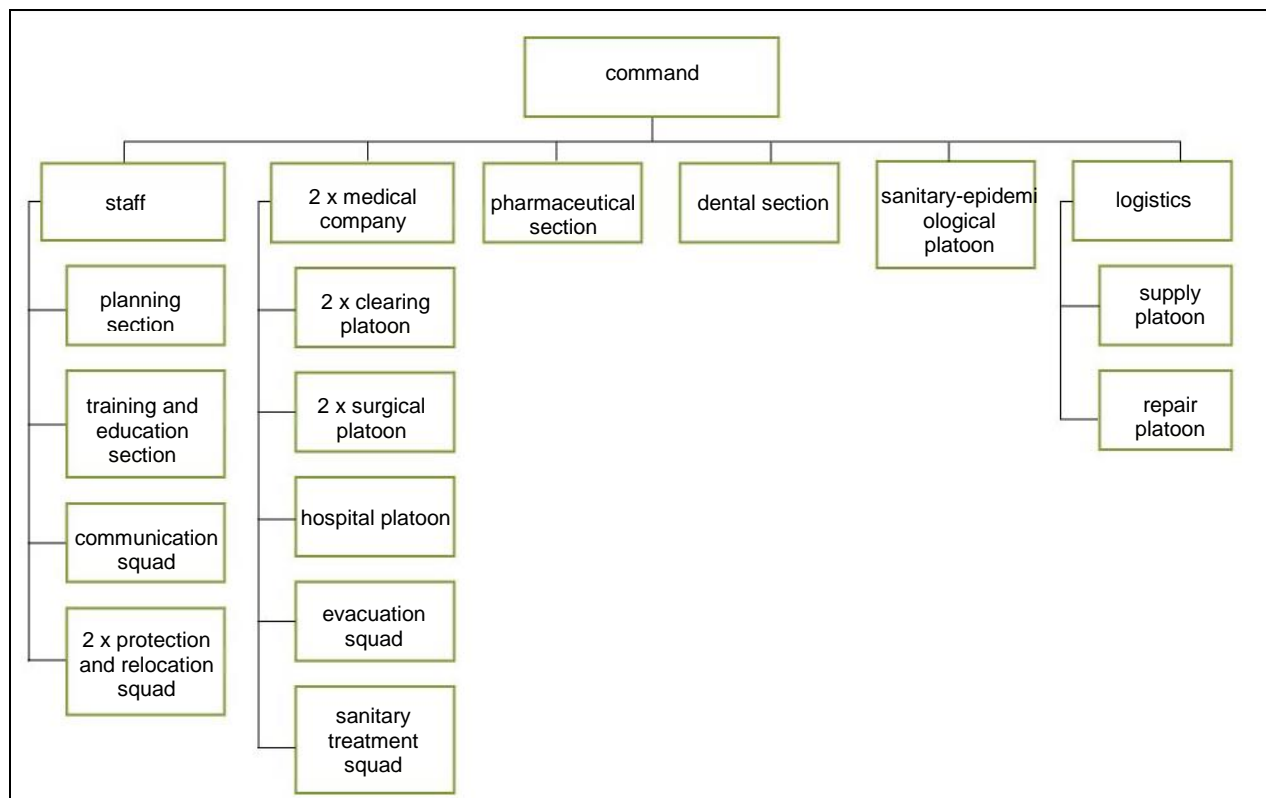 command
staff
planning
section
training and
education
section
communication
squad
2 x protection
and relocation
squad
2 x medical
company
2 x clearing
platoon
2 x surgical
platoon
hospital platoon
evacuation
squad
sanitary
treatment
squad
pharmaceutical
section
dental section
sanitary-epidemi
ological
platoon
logistics
supply
platoon
repair
platoon